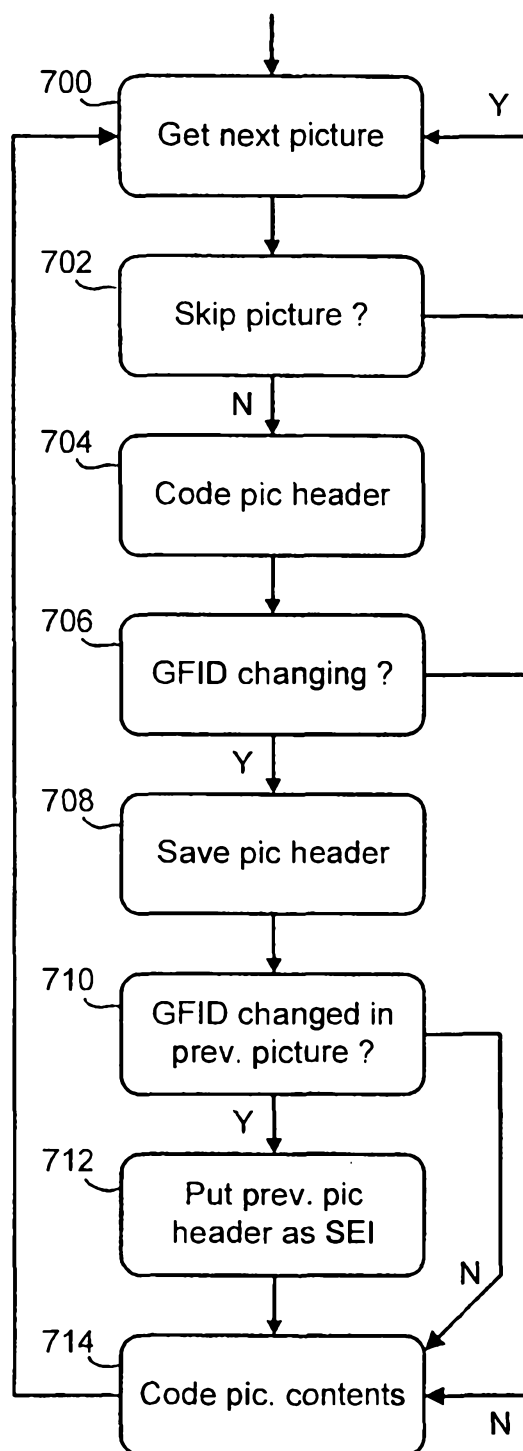 700
Get next picture
Y
702
Skip picture ?
N
704
Code pic header
706
GFID changing ?
Y
708
Save pic header
710
GFID changed in
prev. picture ?
Y
712
Put prev. pic
header as SEI
N
714
Code pic. contents
N